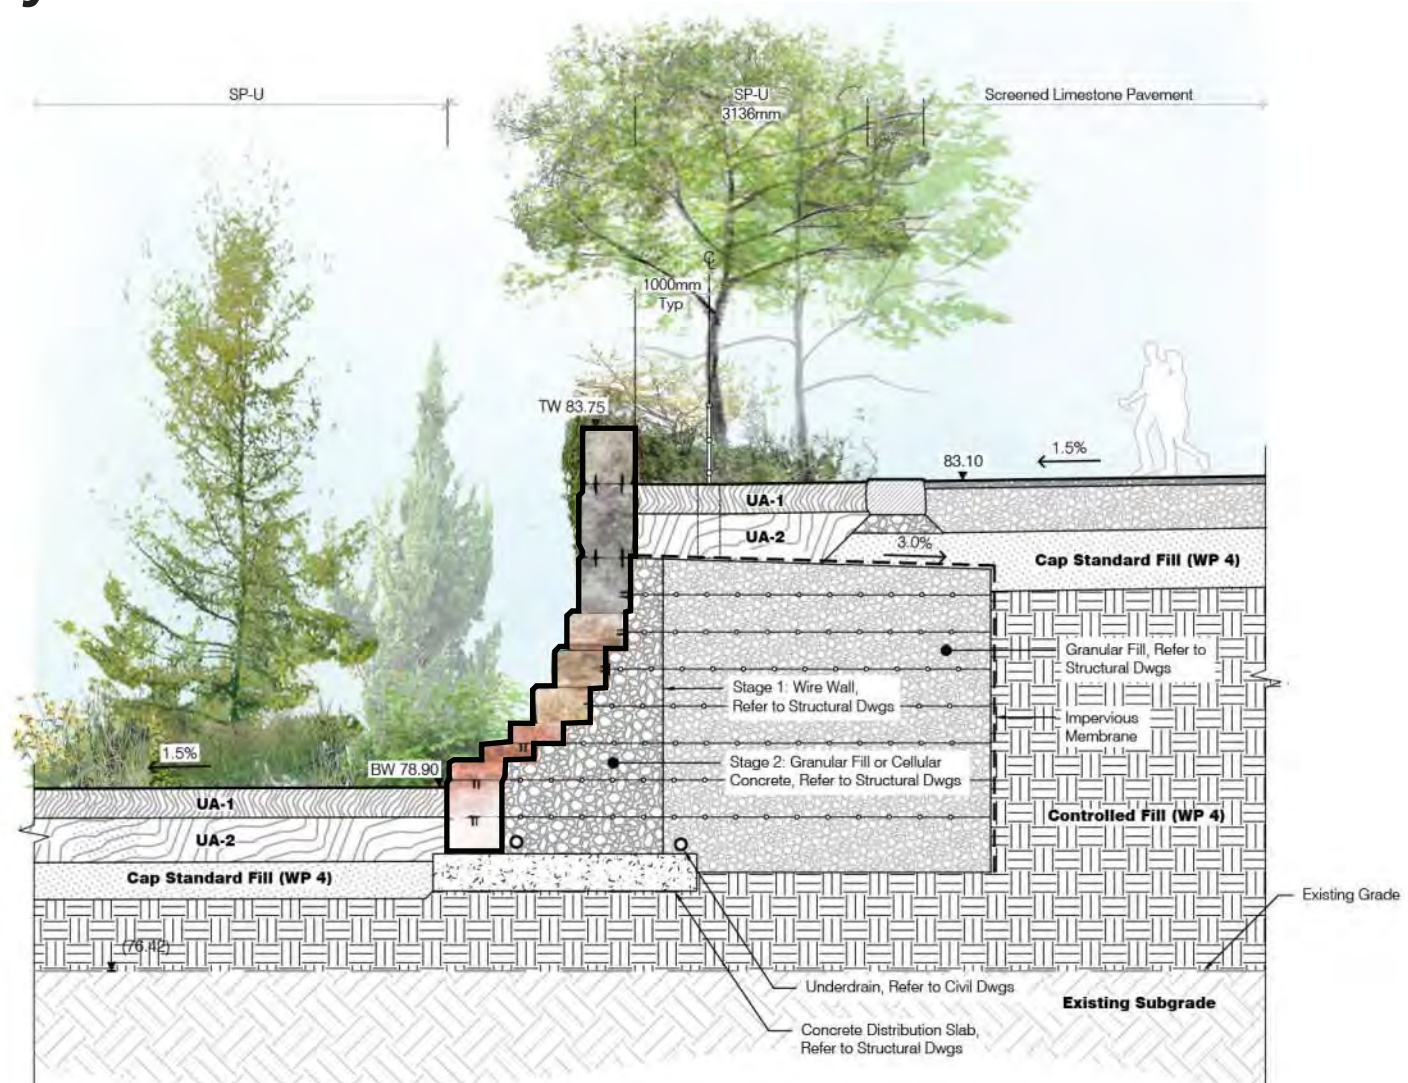 SP-U
SP-U
3136mm
Screened Limestone Pavement
℄
1000mm
Typ
TW 83.75
83.10
1.5%
UA-1
UA-2
3.0%
Cap Standard Fill (WP 4)
Granular Fill, Refer to
Structural Dwgs
Stage 1: Wire Wall,
Refer to Structural Dwgs
Impervious
Membrane
1.5%
BW 78.90
Stage 2: Granular Fill or Cellular
Concrete, Refer to Structural Dwgs
UA-1
UA-2
Controlled Fill (WP 4)
Cap Standard Fill (WP 4)
Existing Grade
(76.42)
Underdrain, Refer to Civil Dwgs
Existing Subgrade
Concrete Distribution Slab,
Refer to Structural Dwgs